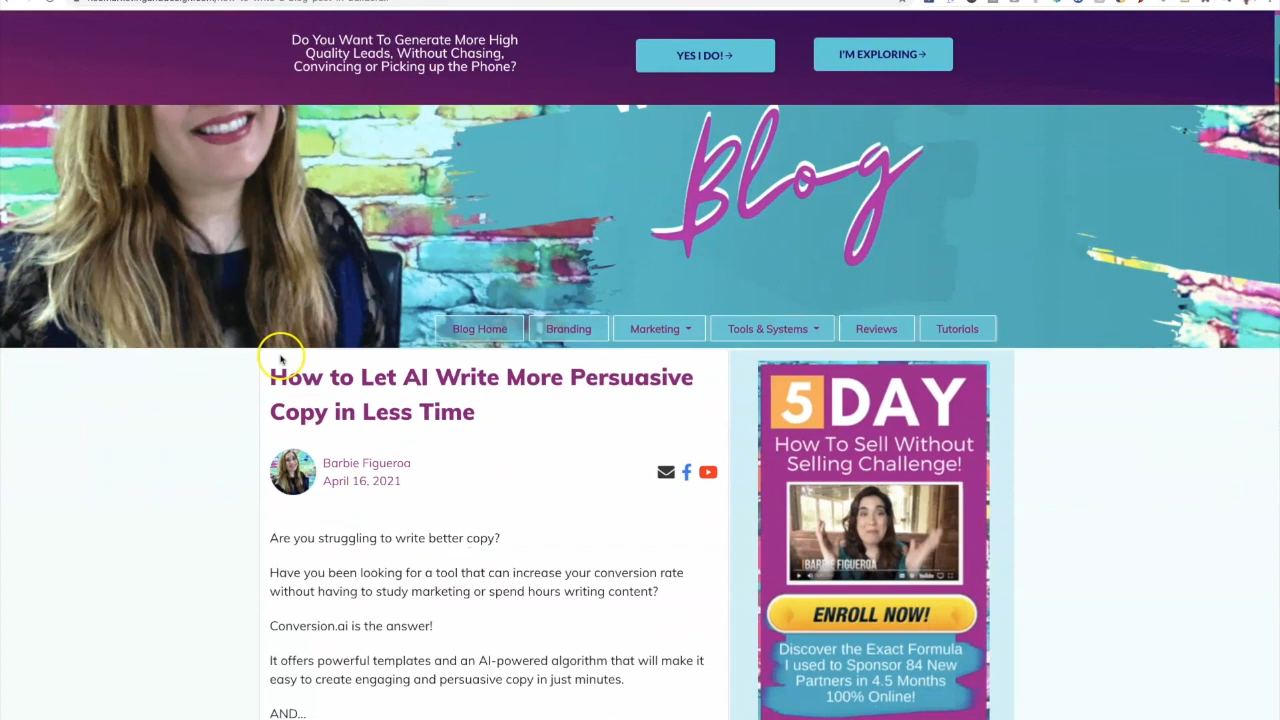 Do You Want To Generate More High
Quality Leads, Without Chasing,
Convincing or Picking up the Phone?
YES I DO!→
I'M EXPLORING→
Blog
Blog Home
Branding
Marketing
Tools & Systems
Reviews
Tutorials
How to Let AI Write More Persuasive
Copy in Less Time
Barbie Figueroa
April 16, 2021
Are you struggling to write better copy?
Have you been looking for a tool that can increase your conversion rate
without having to study marketing or spend hours writing content?
Conversion.ai is the answer!
It offers powerful templates and an AI-powered algorithm that will make it
easy to create engaging and persuasive copy in just minutes.
AND...
5 DAY
How To Sell Without
Selling Challenge!
BARBIE FIGUEROA
ENROLL NOW!
Discover the Exact Formula
I used to Sponsor 84 New
Partners in 4.5 Months
100% Online!